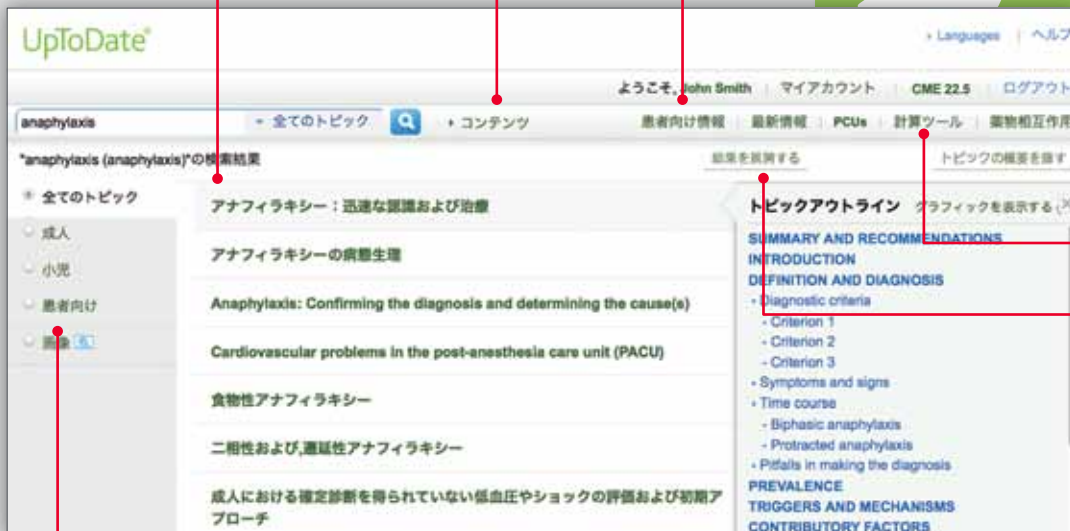 UpToDate®
Languages | ヘルプ
ようこそ, John Smith | マイアカウント | CME 22.5 | ログアウト
anaphylaxis 全てのトピック コンテンツ 患者向け情報 | 最新情報 | PCUs | 計算ツール | 薬物相互作用
"anaphylaxis (anaphylaxis)"の検索結果 結果を展開する トピックの概要を隠す
全てのトピック
成人
小児
患者向け
画像
アナフィラキシー：迅速な認識および治療
アナフィラキシーの病態生理
Anaphylaxis: Confirming the diagnosis and determining the cause(s)
Cardiovascular problems in the post-anesthesia care unit (PACU)
食物性アナフィラキシー
二相性および,遷延性アナフィラキシー
成人における確定診断を得られていない低血圧やショックの評価および初期ア
プローチ
トピックアウトライン グラフィックを表示する
SUMMARY AND RECOMMENDATIONS
INTRODUCTION
DEFINITION AND DIAGNOSIS
- Diagnostic criteria
- Criterion 1
- Criterion 2
- Criterion 3
- Symptoms and signs
- Time course
- Biphasic anaphylaxis
- Protracted anaphylaxis
- Pitfalls in making the diagnosis
PREVALENCE
TRIGGERS AND MECHANISMS
CONTRIBUTORY FACTORS